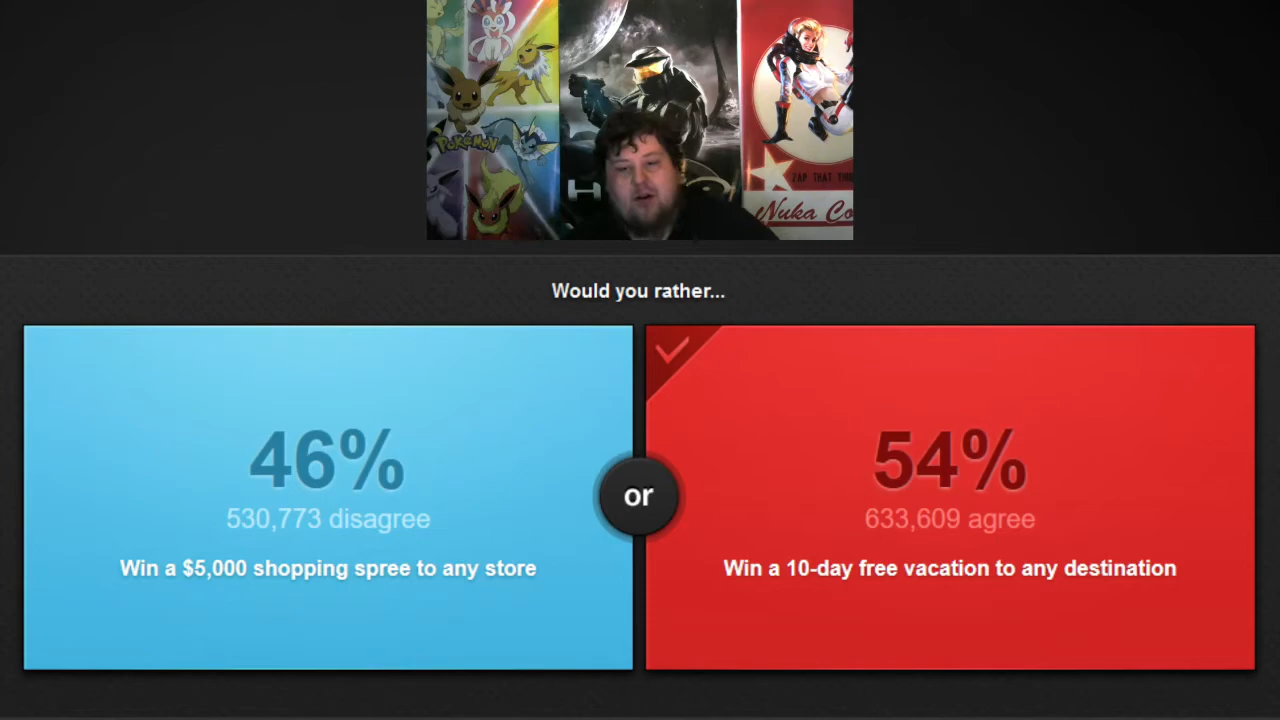 POKéMON
ZAP THAT THIR
Nuka Co
Would you rather...
46%
530,773 disagree
Win a $5,000 shopping spree to any store
or
54%
633,609 agree
Win a 10-day free vacation to any destination